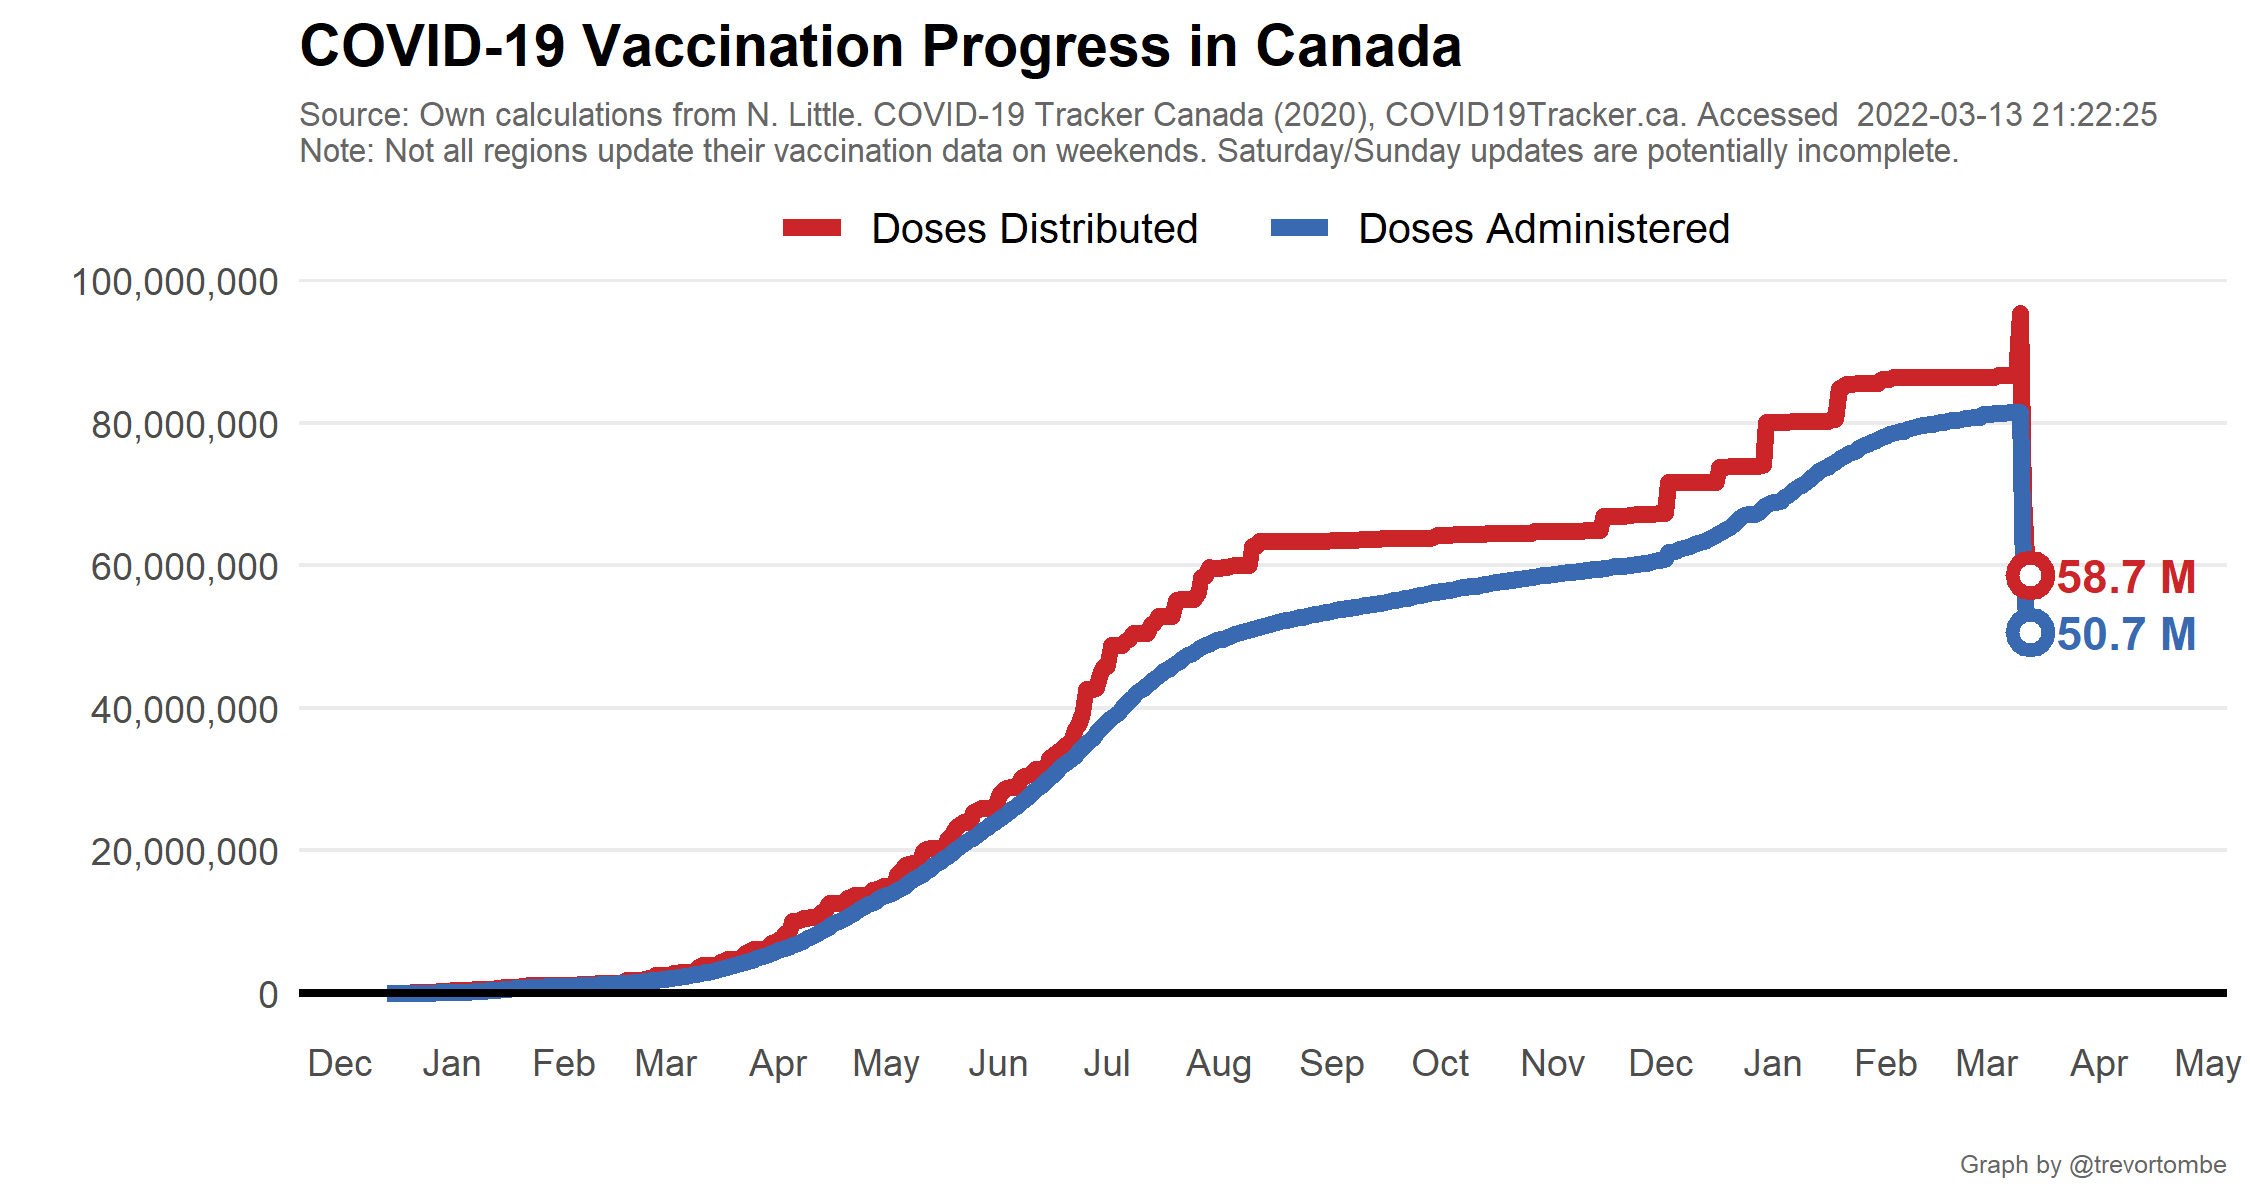 COVID-19 Vaccination Progress in Canada
Source: Own calculations from N. Little. COVID-19 Tracker Canada (2020), COVID19Tracker.ca. Accessed  2022-03-13 21:22:25
Note: Not all regions update their vaccination data on weekends. Saturday/Sunday updates are potentially incomplete.
Doses Distributed Doses Administered
100,000,000
80,000,000
60,000,000
40,000,000
20,000,000
0
58.7 M
50.7 M
Dec Jan Feb Mar Apr May Jun Jul Aug Sep Oct Nov Dec Jan Feb Mar Apr May
Graph by @trevortombe